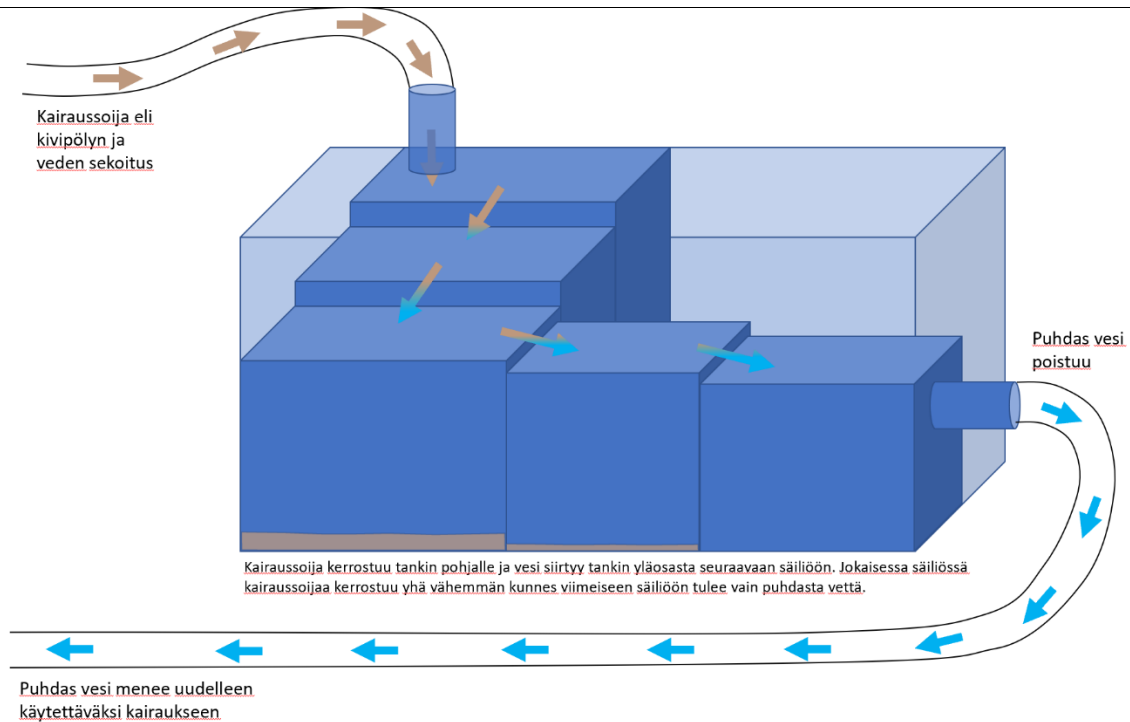 Kairaussoija eli
kivipölyn ja
veden sekoitus
Puhdas vesi
poistuu
Kairaussoija kerrostuu tankin pohjalle ja vesi siirtyy tankin yläosasta seuraavaan säiliöön. Jokaisessa säiliössä
kairaussoijaa kerrostuu yhä vähemmän kunnes viimeiseen säiliöön tulee vain puhdasta vettä.
Puhdas vesi menee uudelleen
käytettäväksi kairaukseen